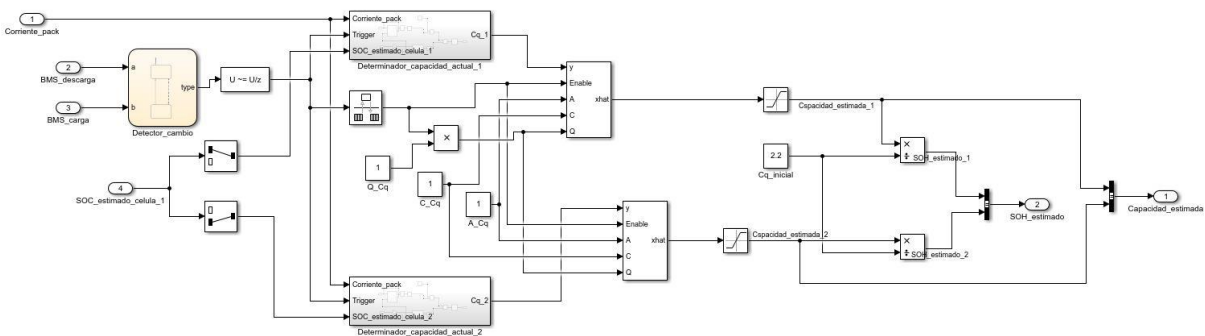 1
Corriente_pack
2
BMS_descarga
3
BMS_carga
a
b
type
Detector_cambio
U ~= U/z
4
SOC_estimado_celula_1
Corriente_pack
Trigger
SOC_estimado_celula_1
Cq_1
Determinador_capacidad_actual_1
×
1
Q_Cq
1
C_Cq
1
A_Cq
y
Enable
A
C
Q
xhat
y
Enable
A
C
Q
xhat
Corriente_pack
Trigger
SOC_estimado_celula_2
Cq_2
Determinador_capacidad_actual_2
Cspacidad_estimada_1
2.2
Cq_inicial
×
÷
SOH_estimado_1
Cspacidad_estimada_2
×
÷
SOH_estimado_2
2
SOH_estimado
1
Capacidad_estimada